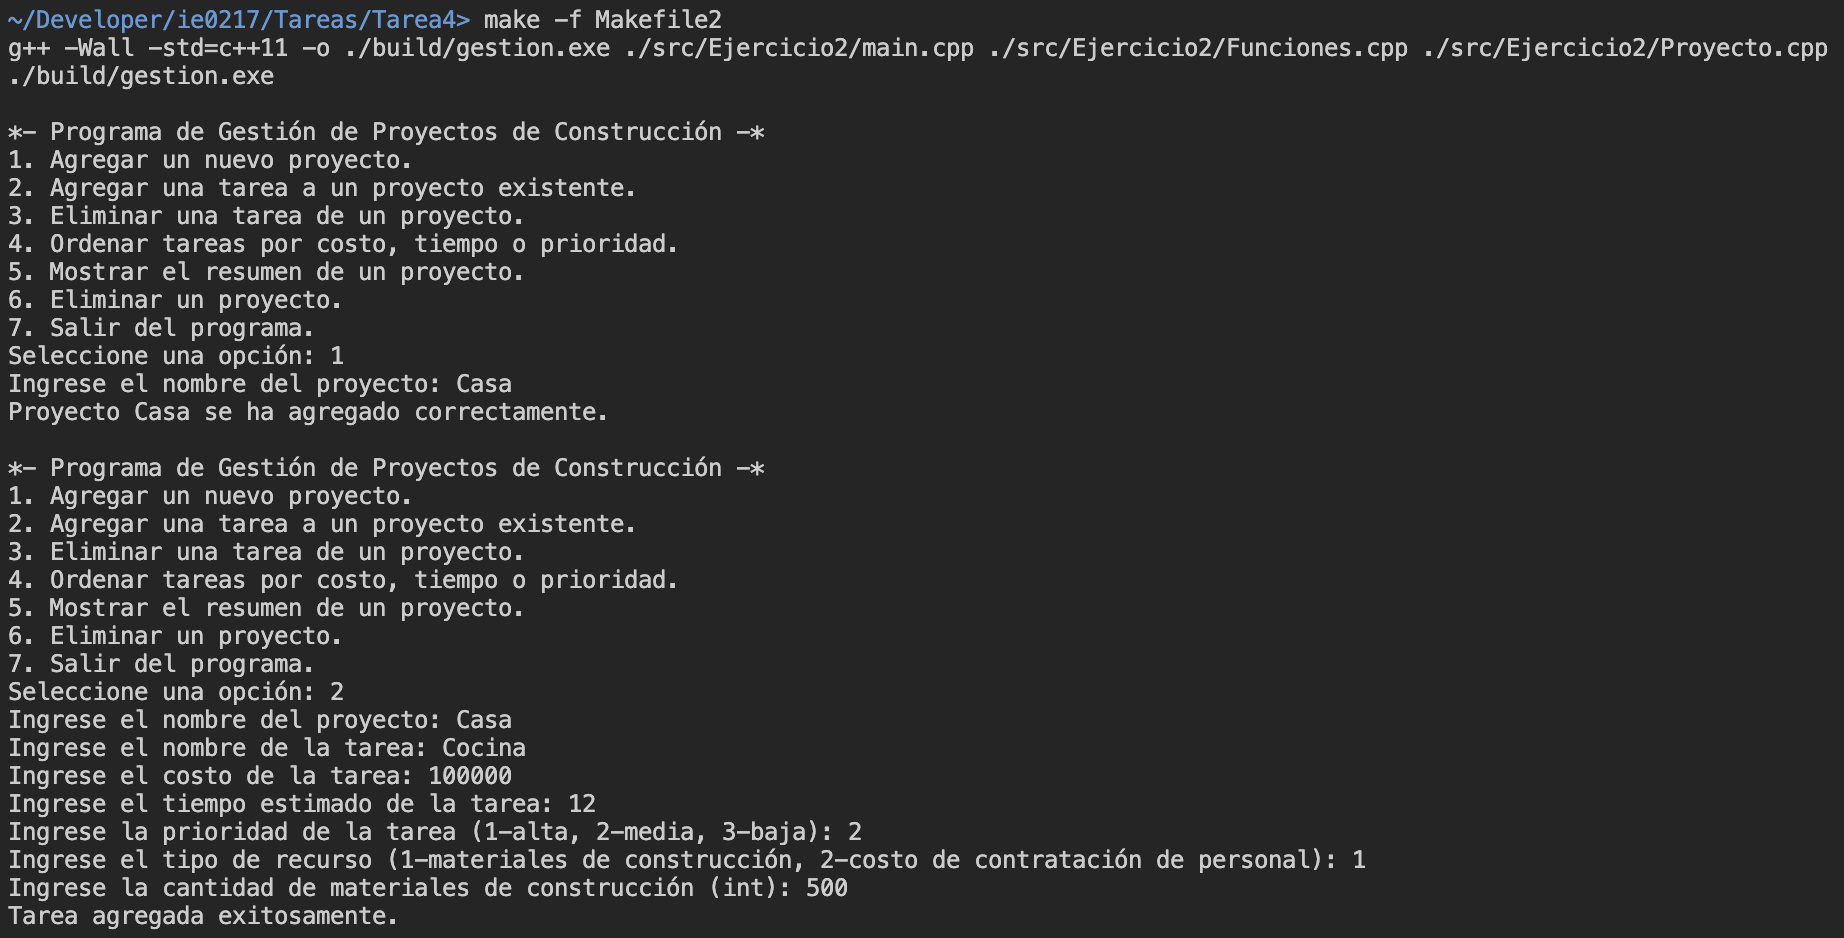 ~/Developer/ie0217/Tareas/Tarea4> make -f Makefile2
g++ -Wall -std=c++11 -o ./build/gestion.exe ./src/Ejercicio2/main.cpp ./src/Ejercicio2/Funciones.cpp ./src/Ejercicio2/Proyecto.cpp
./build/gestion.exe

*- Programa de Gestión de Proyectos de Construcción -*
1. Agregar un nuevo proyecto.
2. Agregar una tarea a un proyecto existente.
3. Eliminar una tarea de un proyecto.
4. Ordenar tareas por costo, tiempo o prioridad.
5. Mostrar el resumen de un proyecto.
6. Eliminar un proyecto.
7. Salir del programa.
Seleccione una opción: 1
Ingrese el nombre del proyecto: Casa
Proyecto Casa se ha agregado correctamente.

*- Programa de Gestión de Proyectos de Construcción -*
1. Agregar un nuevo proyecto.
2. Agregar una tarea a un proyecto existente.
3. Eliminar una tarea de un proyecto.
4. Ordenar tareas por costo, tiempo o prioridad.
5. Mostrar el resumen de un proyecto.
6. Eliminar un proyecto.
7. Salir del programa.
Seleccione una opción: 2
Ingrese el nombre del proyecto: Casa
Ingrese el nombre de la tarea: Cocina
Ingrese el costo de la tarea: 100000
Ingrese el tiempo estimado de la tarea: 12
Ingrese la prioridad de la tarea (1-alta, 2-media, 3-baja): 2
Ingrese el tipo de recurso (1-materiales de construcción, 2-costo de contratación de personal): 1
Ingrese la cantidad de materiales de construcción (int): 500
Tarea agregada exitosamente.